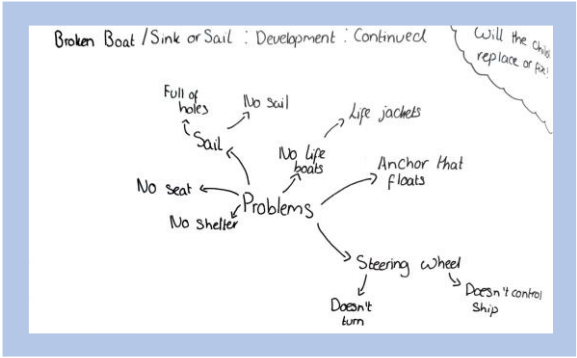 Broken Boat / Sink or Sail : Development : Continued
Will the child
replace or fix?
Full of
holes
No sail
Sail
Life jackets
No life
boats
Anchor that
floats
No seat
Problems
No shelter
Steering wheel
Doesn't
turn
Doesn't control
ship